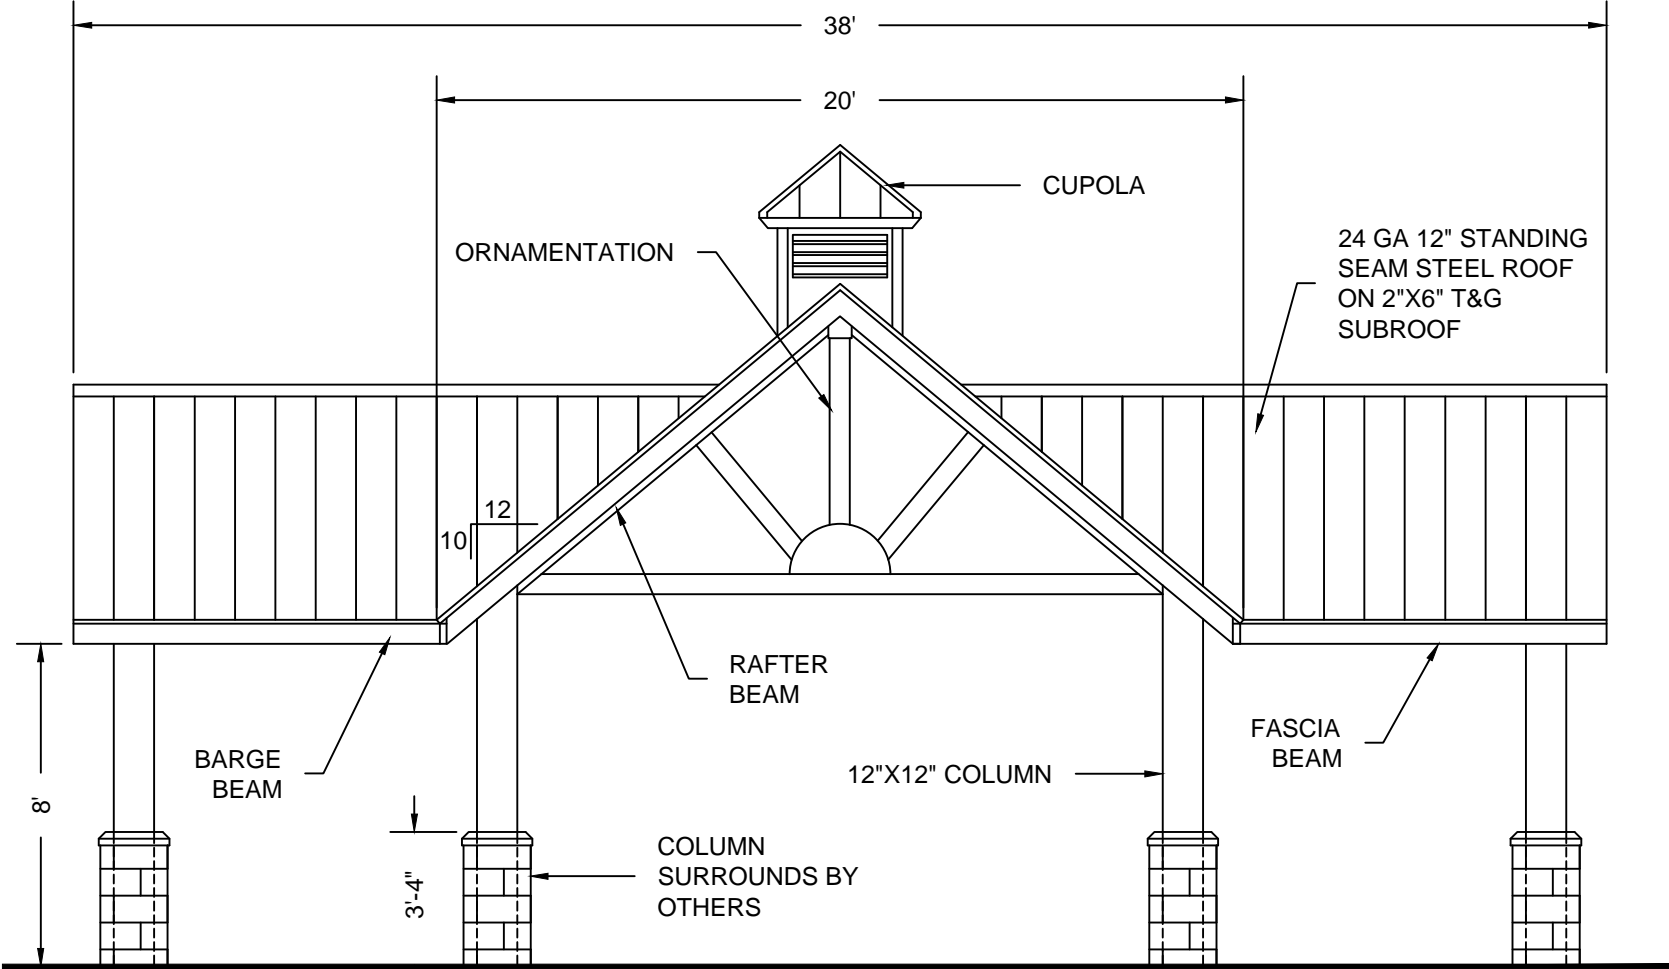 38'
20'
CUPOLA
ORNAMENTATION
24 GA 12" STANDING
SEAM STEEL ROOF
ON 2"X6" T&G
SUBROOF
12
10
RAFTER
BEAM
BARGE
BEAM
FASCIA
BEAM
12"X12" COLUMN
8'
3'-4"
COLUMN
SURROUNDS BY
OTHERS